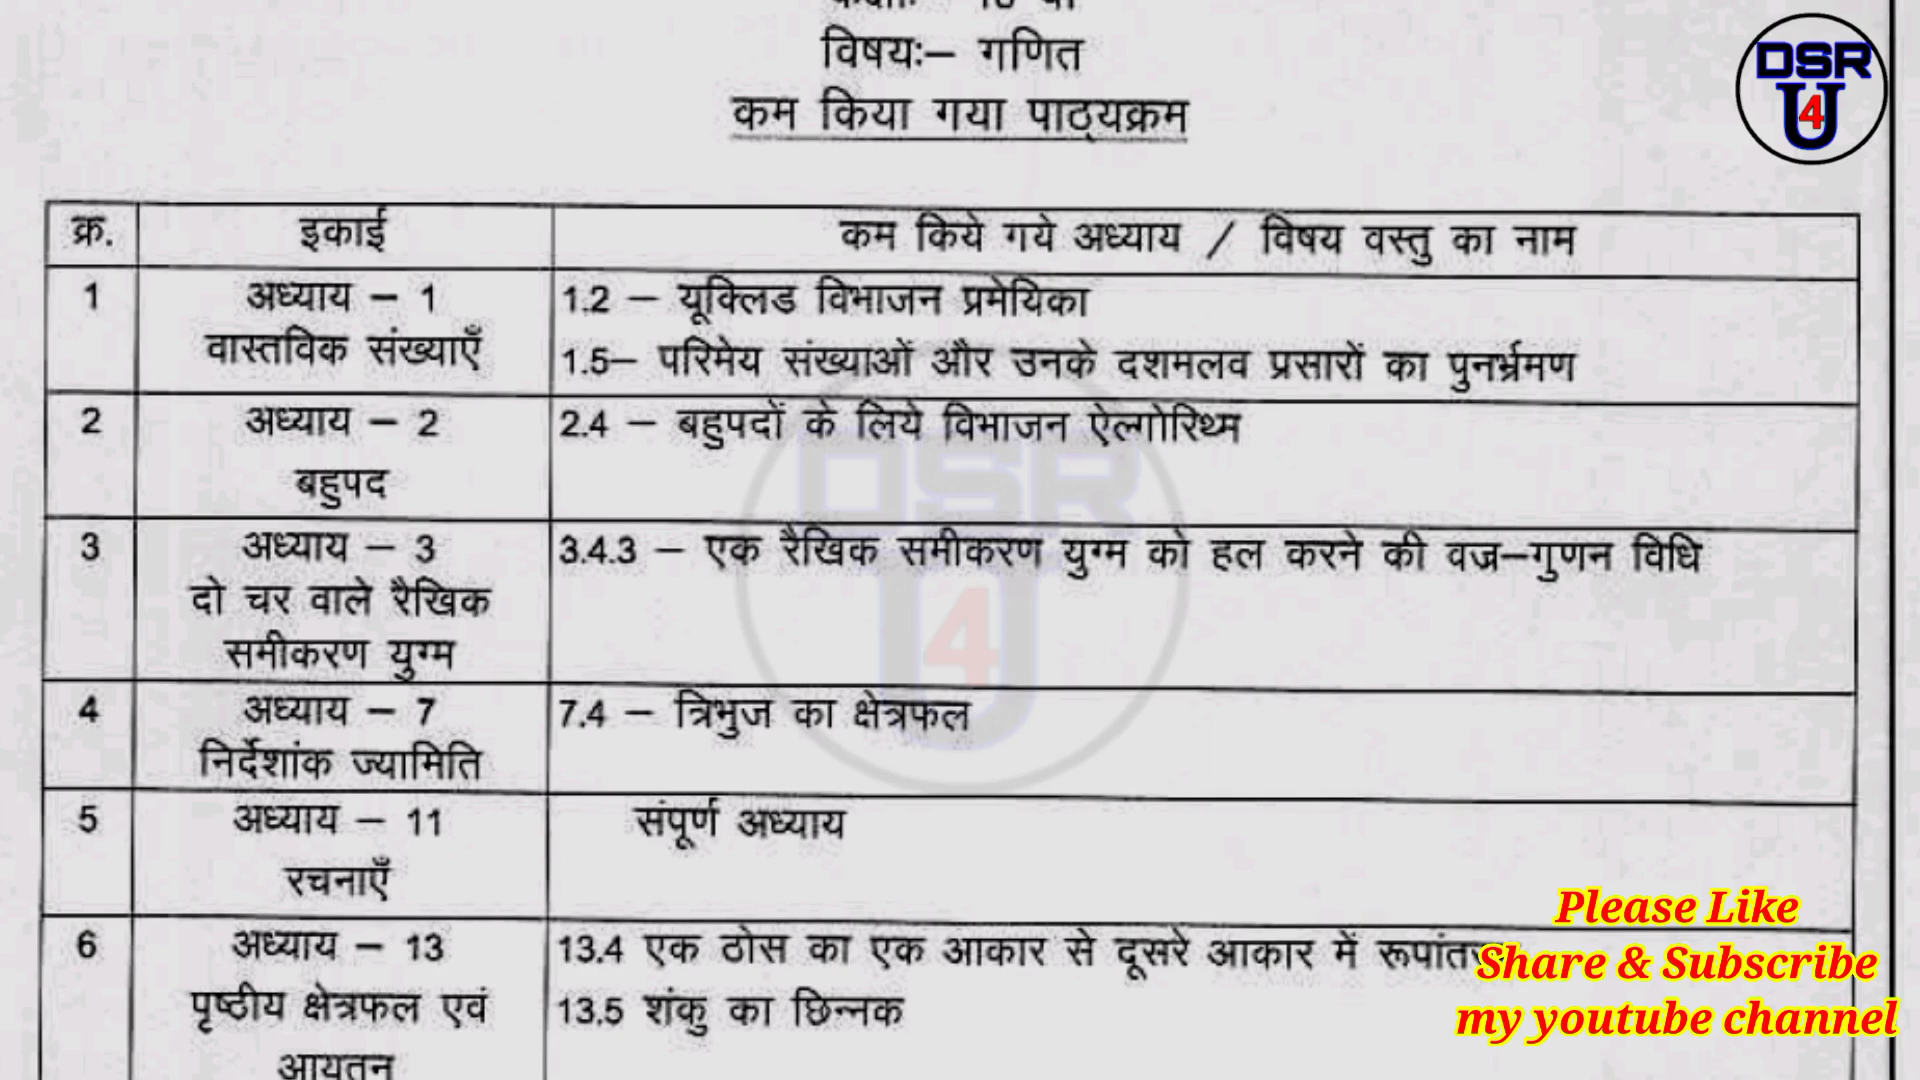 विषयः– गणित
कम किया गया पाठ्यक्रम
DSR
U
4
क्र. इकाई कम किये गये अध्याय / विषय वस्तु का नाम
1 अध्याय – 1 1.2 – यूक्लिड विभाजन प्रमेयिका
वास्तविक संख्याएँ 1.5– परिमेय संख्याओं और उनके दशमलव प्रसारों का पुनर्भ्रमण
2 अध्याय – 2 2.4 – बहुपदों के लिये विभाजन ऐल्गोरिथ्म
बहुपद
3 अध्याय – 3 3.4.3 – एक रैखिक समीकरण युग्म को हल करने की वज्र–गुणन विधि
दो चर वाले रैखिक
समीकरण युग्म
DSR
U
4
4 अध्याय – 7 7.4 – त्रिभुज का क्षेत्रफल
निर्देशांक ज्यामिति
5 अध्याय – 11 संपूर्ण अध्याय
रचनाएँ
6 अध्याय – 13 13.4 एक ठोस का एक आकार से दूसरे आकार में
पृष्ठीय क्षेत्रफल एवं 13.5 शंकु का छिन्नक
आयतन
Please Like
Share & Subscribe
my youtube channel